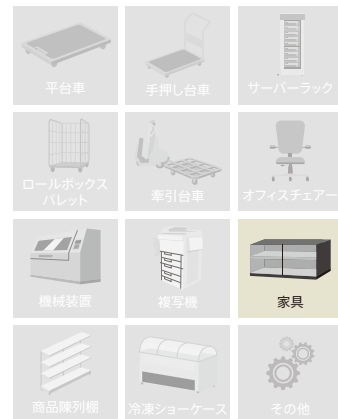 平台車
手押し台車
サーバーラック
ロールボックス
パレット
牽引台車
オフィスチェアー
機械装置
複写機
家具
商品陳列棚
冷凍ショーケース
その他